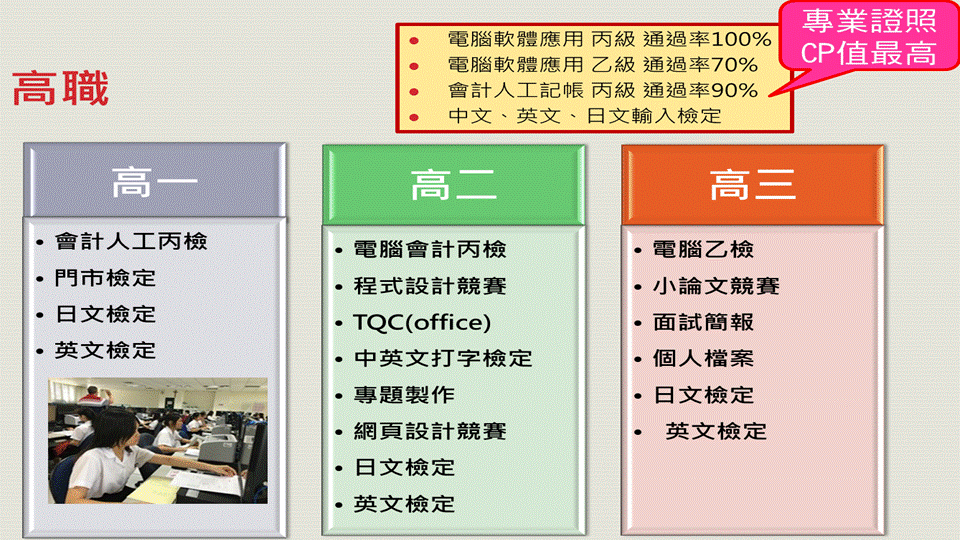 高職
• 電腦軟體應用 丙級 通過率100%
• 電腦軟體應用 乙級 通過率70%
• 會計人工記帳 丙級 通過率90%
• 中文、英文、日文輸入檢定
專業證照
CP值最高
高一
• 會計人工丙檢
• 門市檢定
• 日文檢定
• 英文檢定
高二
• 電腦會計丙檢
• 程式設計競賽
• TQC(office)
• 中英文打字檢定
• 專題製作
• 網頁設計競賽
• 日文檢定
• 英文檢定
高三
• 電腦乙檢
• 小論文競賽
• 面試簡報
• 個人檔案
• 日文檢定
• 英文檢定